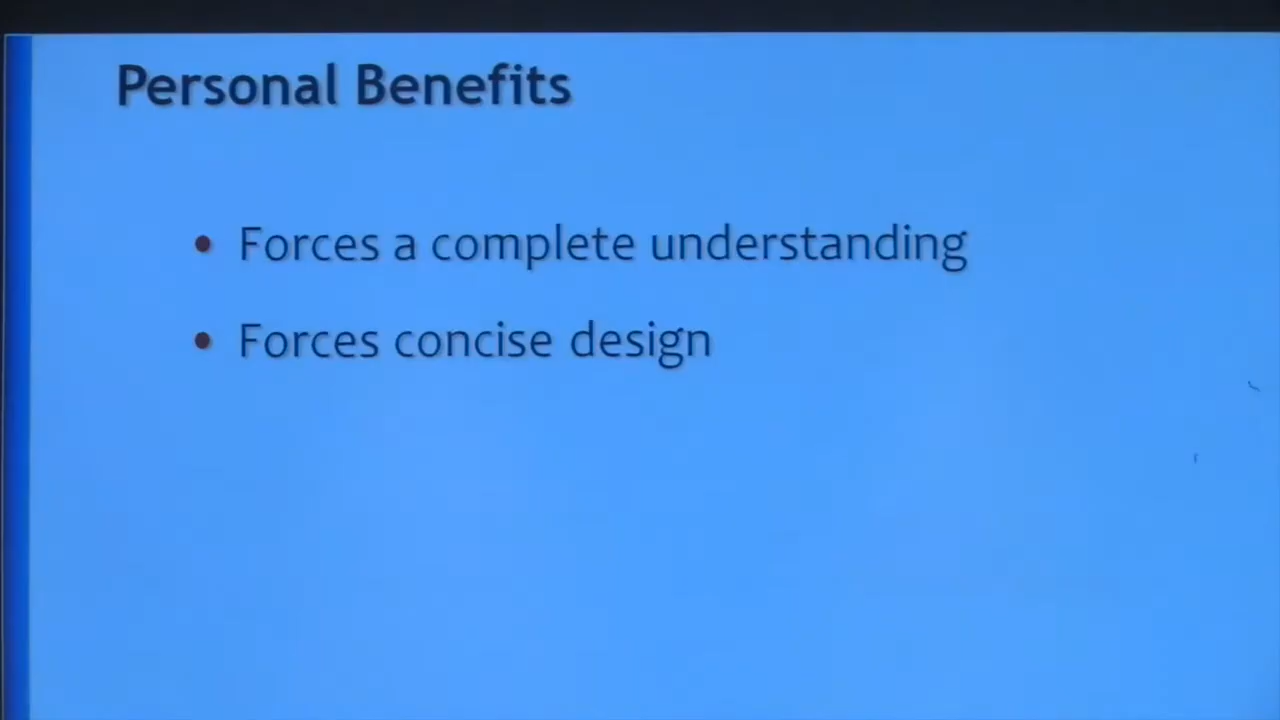 Personal Benefits
• Forces a complete understanding
• Forces concise design